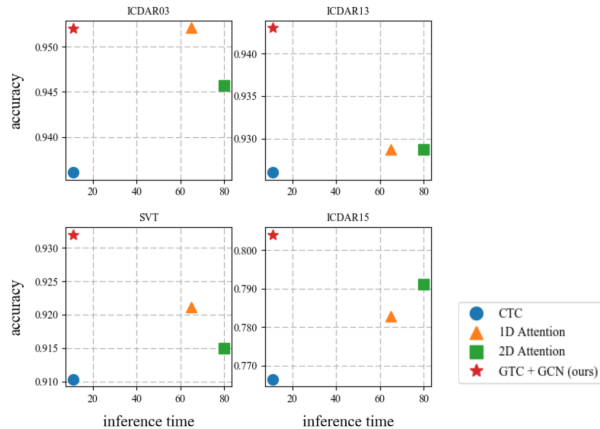 ICDAR03
ICDAR13
accuracy
0.950
0.945
0.940
20 40 60 80
0.940
0.930
0.930
20 40 60 80
SVT
ICDAR15
accuracy
0.930
0.925
0.920
0.915
0.910
20 40 60 80
inference time
0.800
0.790
0.780
0.770
20 40 60 80
inference time
CTC
1D Attention
2D Attention
GTC + GCN (ours)